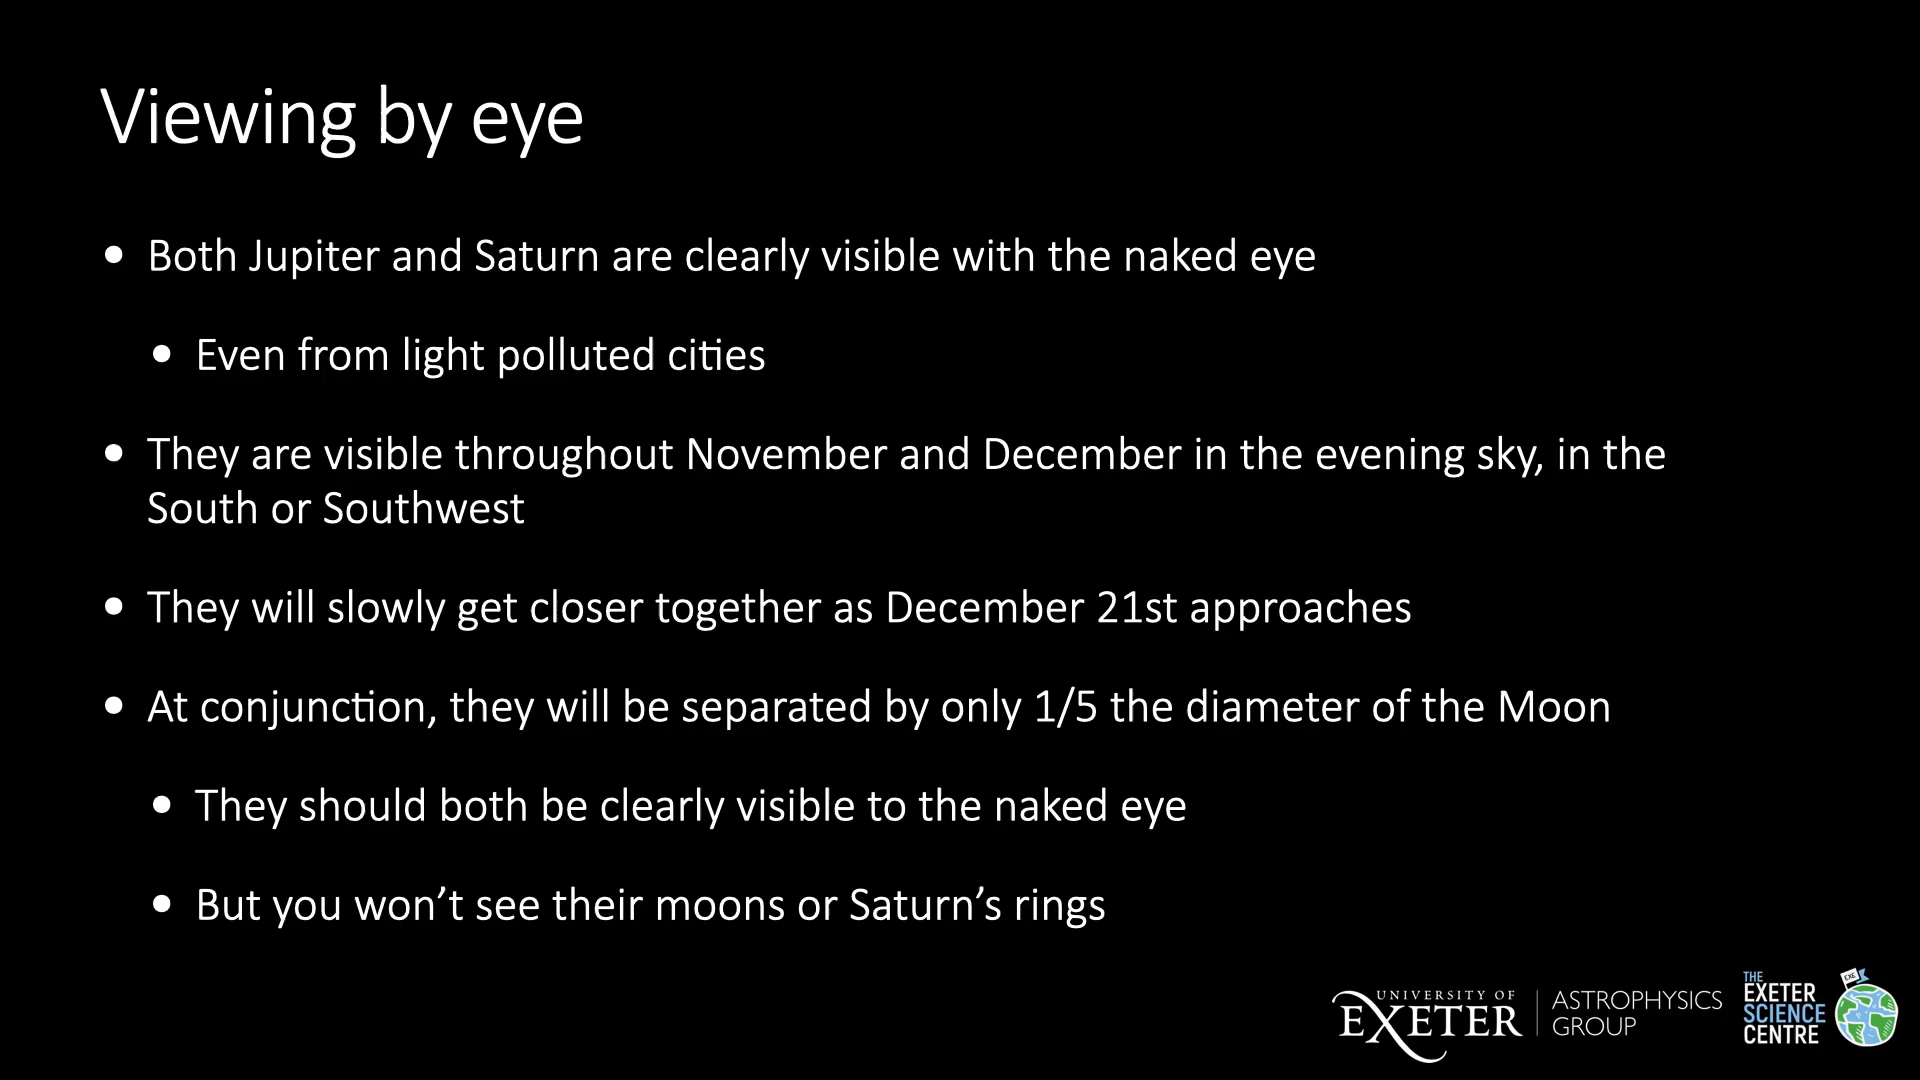 Viewing by eye
• Both Jupiter and Saturn are clearly visible with the naked eye
• Even from light polluted cities
• They are visible throughout November and December in the evening sky, in the
South or Southwest
• They will slowly get closer together as December 21st approaches
• At conjunction, they will be separated by only 1/5 the diameter of the Moon
• They should both be clearly visible to the naked eye
• But you won’t see their moons or Saturn’s rings
UNIVERSITY OF
EXETER
ASTROPHYSICS
GROUP
THE
EXETER
SCIENCE
CENTRE
EXE